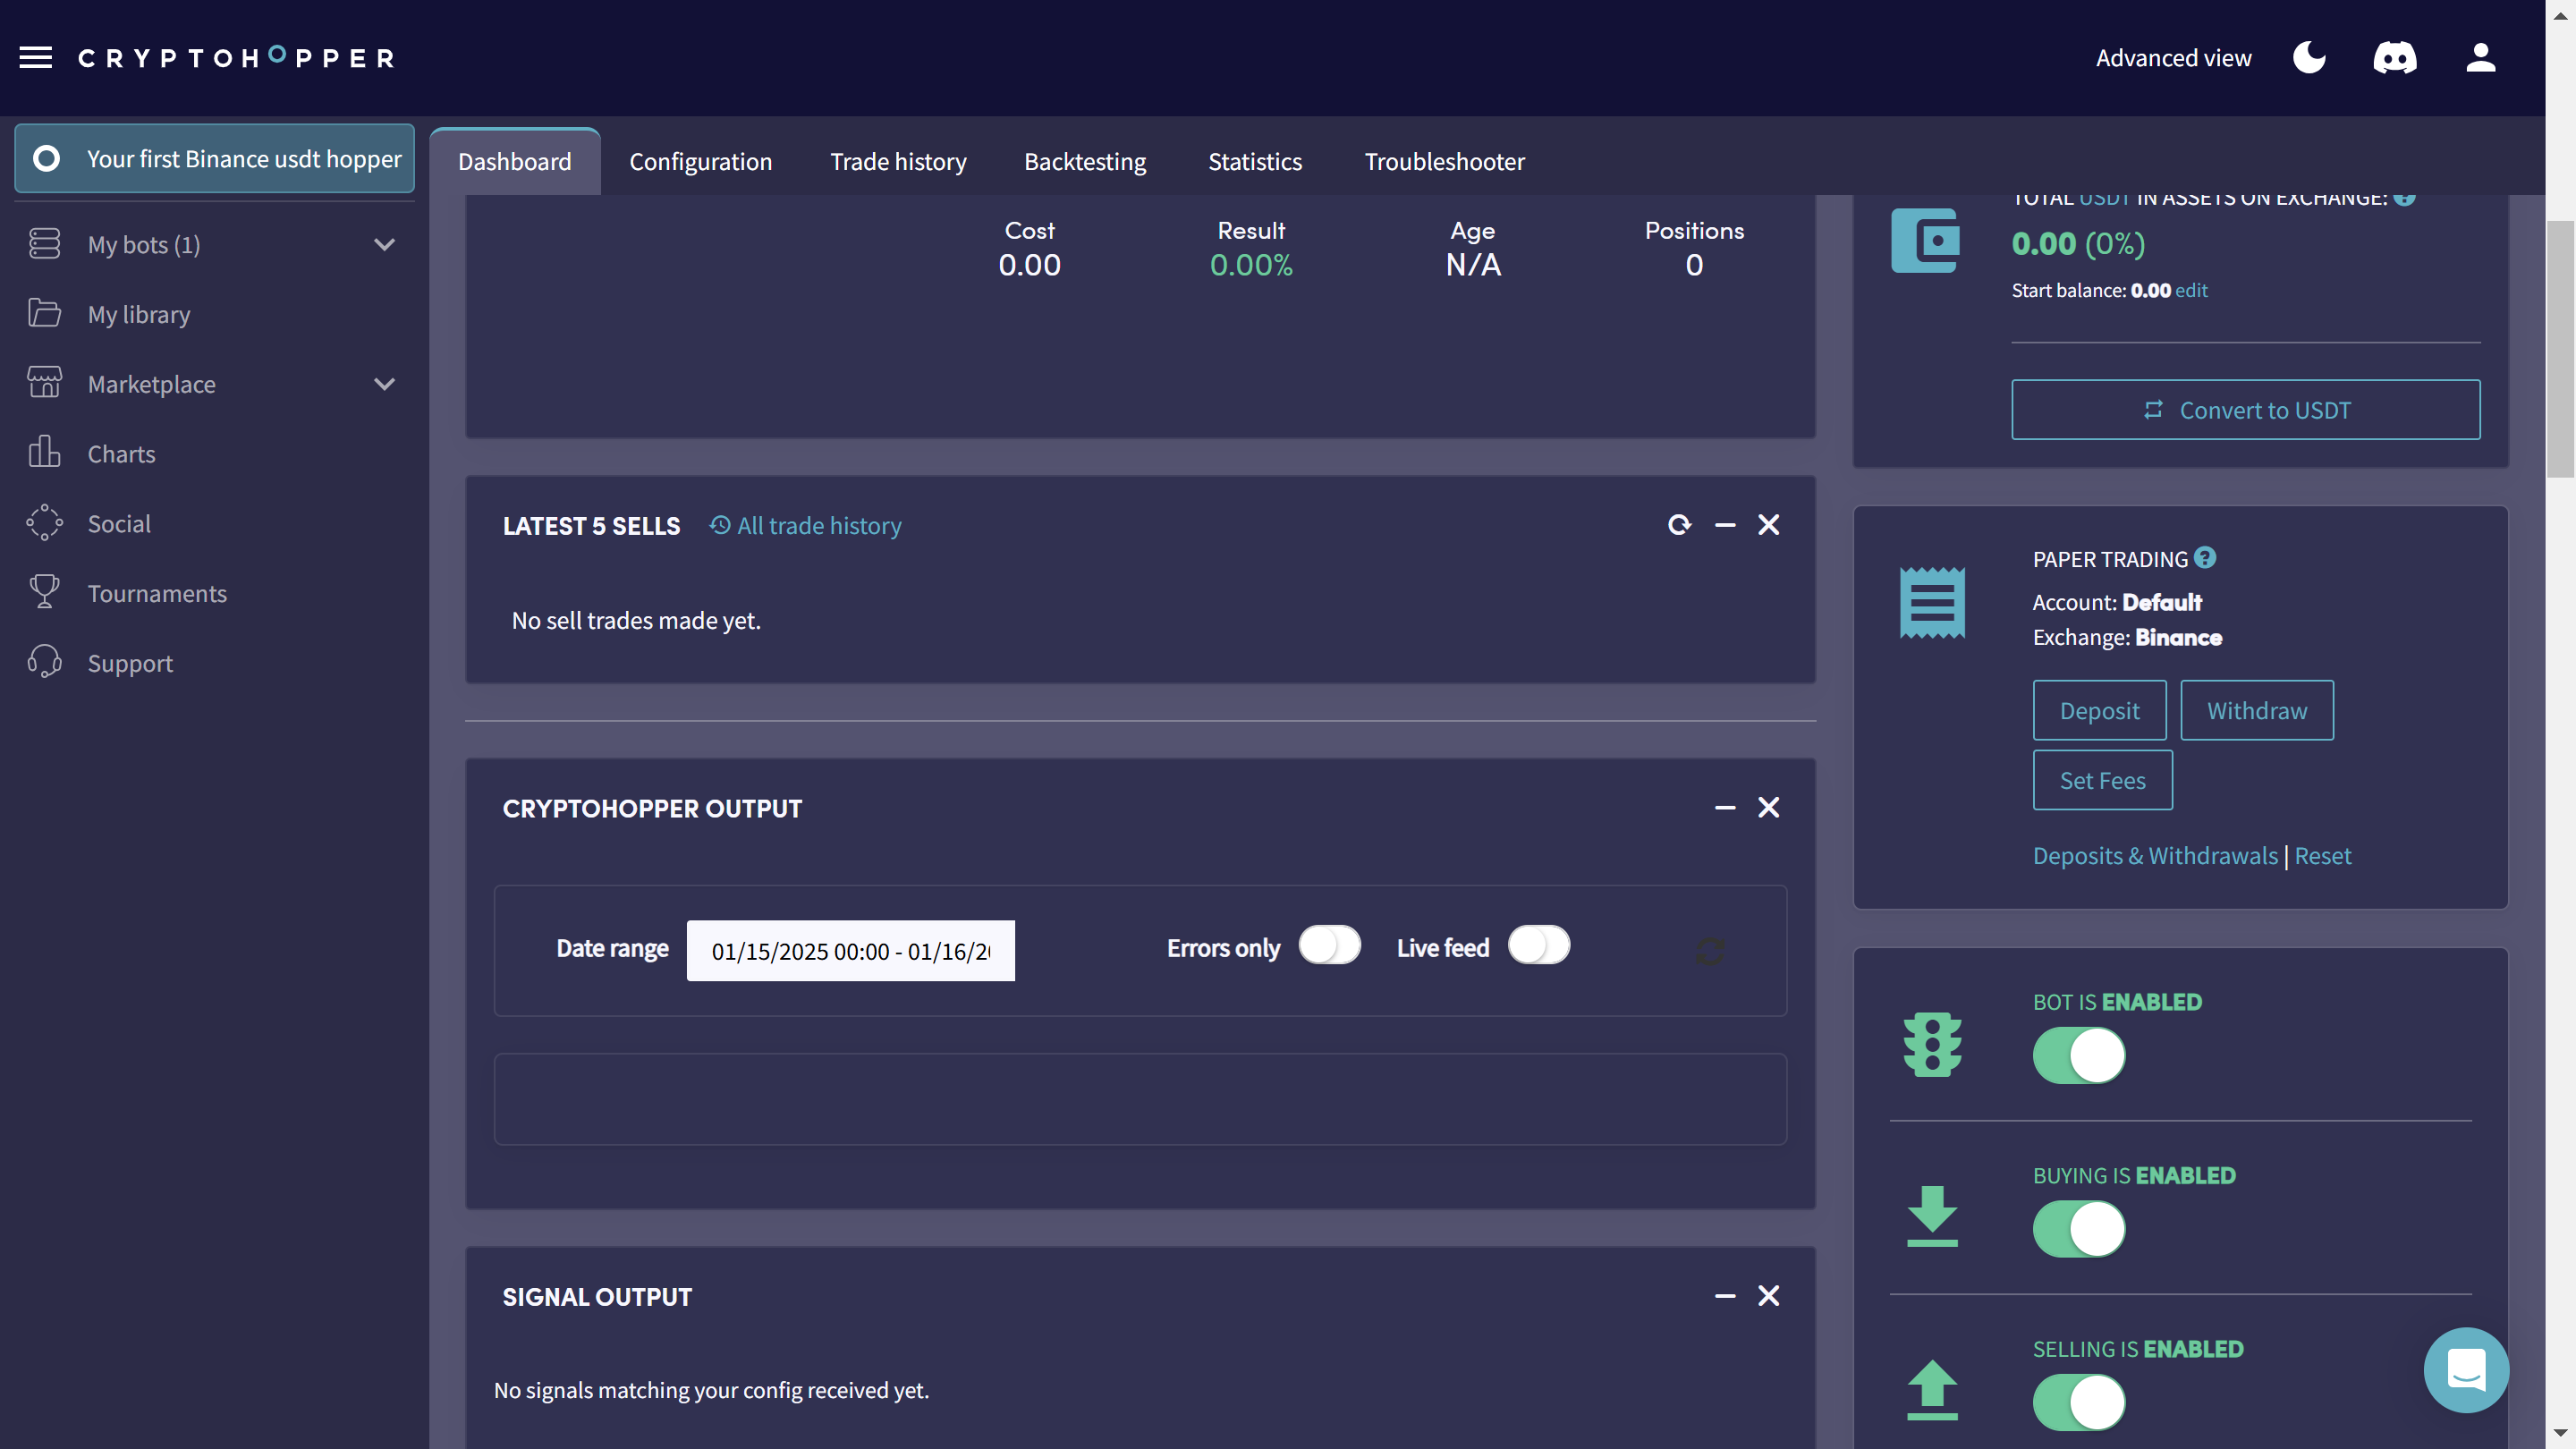 CRYPTOHOPPER
Advanced view
Your first Binance usdt hopper
Dashboard
Configuration
Trade history
Backtesting
Statistics
Troubleshooter
My bots (1)
My library
Marketplace
Charts
Social
Tournaments
Support
Cost
0.00
Result
0.00%
Age
N/A
Positions
0
LATEST 5 SELLS
All trade history
No sell trades made yet.
CRYPTOHOPPER OUTPUT
Date range
01/15/2025 00:00 - 01/16/20
Errors only
Live feed
SIGNAL OUTPUT
No signals matching your config received yet.
TOTAL USDT IN ASSETS ON EXCHANGE: ?
0.00 (0%)
Start balance: 0.00 edit
Convert to USDT
PAPER TRADING ?
Account: Default
Exchange: Binance
Deposit
Withdraw
Set Fees
Deposits & Withdrawals | Reset
BOT IS ENABLED
BUYING IS ENABLED
SELLING IS ENABLED